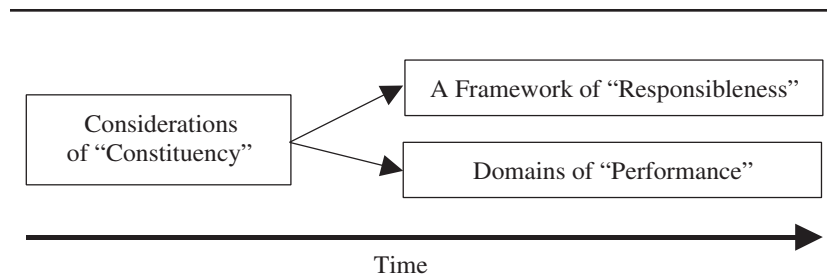 Considerations
of “Constituency”
A Framework of “Responsibleness”
Domains of “Performance”
Time